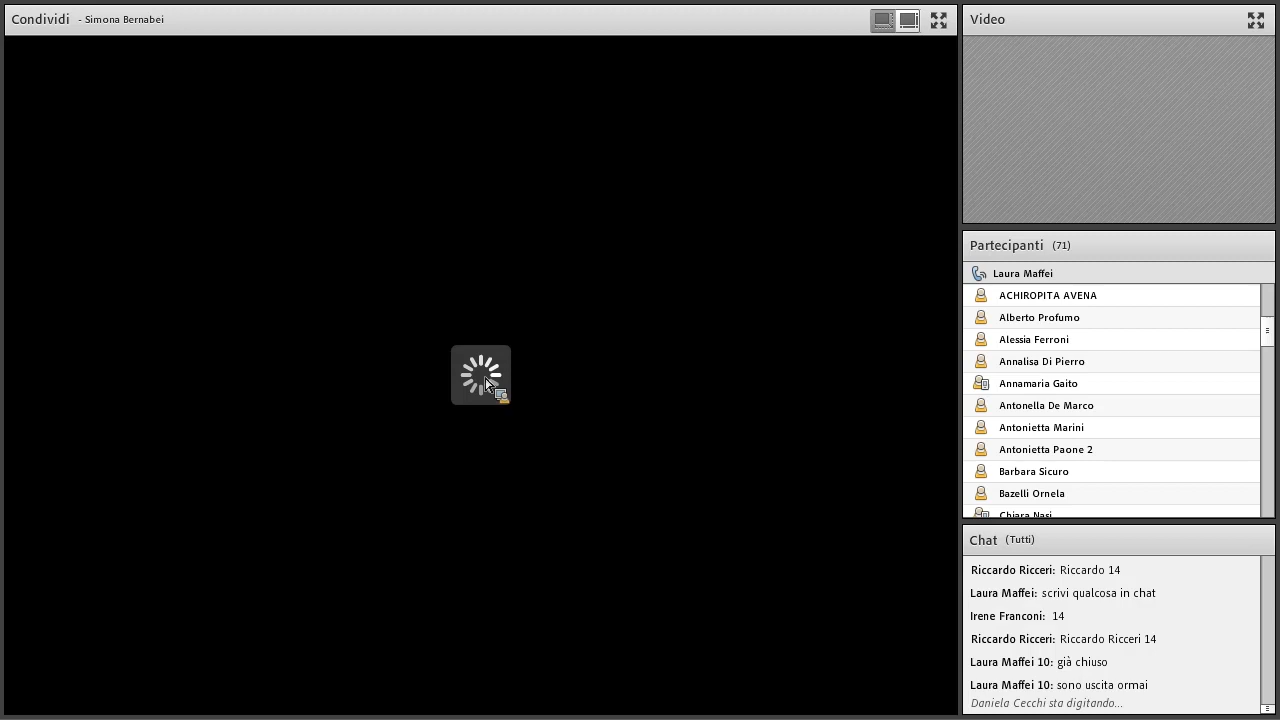 Condividi - Simona Bernabei
Video
Partecipanti (71)
Laura Maffei
ACHIROPITA AVENA
Alberto Profumo
Alessia Ferroni
Annalisa Di Pierro
Annamaria Gaito
Antonella De Marco
Antonietta Marini
Antonietta Paone 2
Barbara Sicuro
Bazelli Ornela
Chiara Nasi
Chat (Tutti)
Riccardo Ricceri: Riccardo 14
Laura Maffei: scrivi qualcosa in chat
Irene Franconi: 14
Riccardo Ricceri: Riccardo Ricceri 14
Laura Maffei 10: già chiuso
Laura Maffei 10: sono uscita ormai
Daniela Cecchi sta digitando...